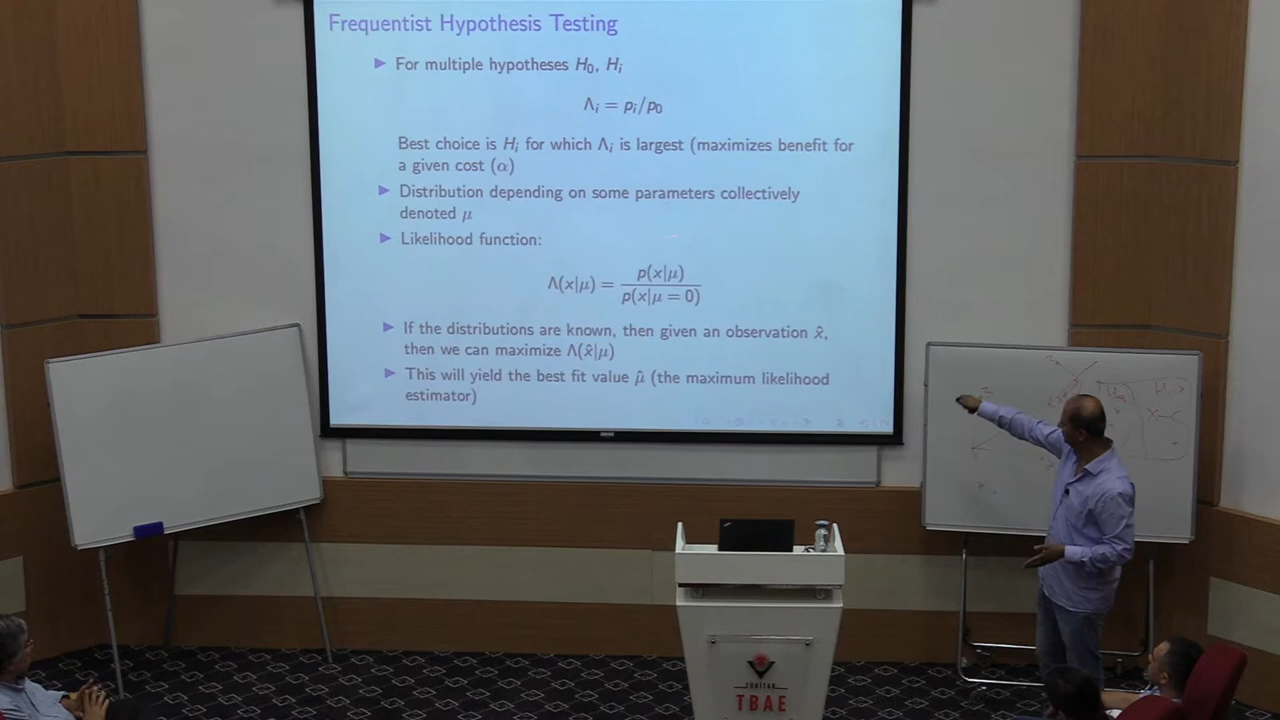 Frequentist Hypothesis Testing
▶ For multiple hypotheses H₀, Hᵢ
Λᵢ = pᵢ/p₀
Best choice is Hᵢ for which Λᵢ is largest (maximizes benefit for
a given cost (α)
▶ Distribution depending on some parameters collectively
denoted μ
▶ Likelihood function:
Λ(x|μ) = p(x|μ) / p(x|μ = 0)
▶ If the distributions are known, then given an observation x̂,
then we can maximize Λ(x̂|μ)
▶ This will yield the best fit value μ̂ (the maximum likelihood
estimator)
TÜBİTAK
TBAE